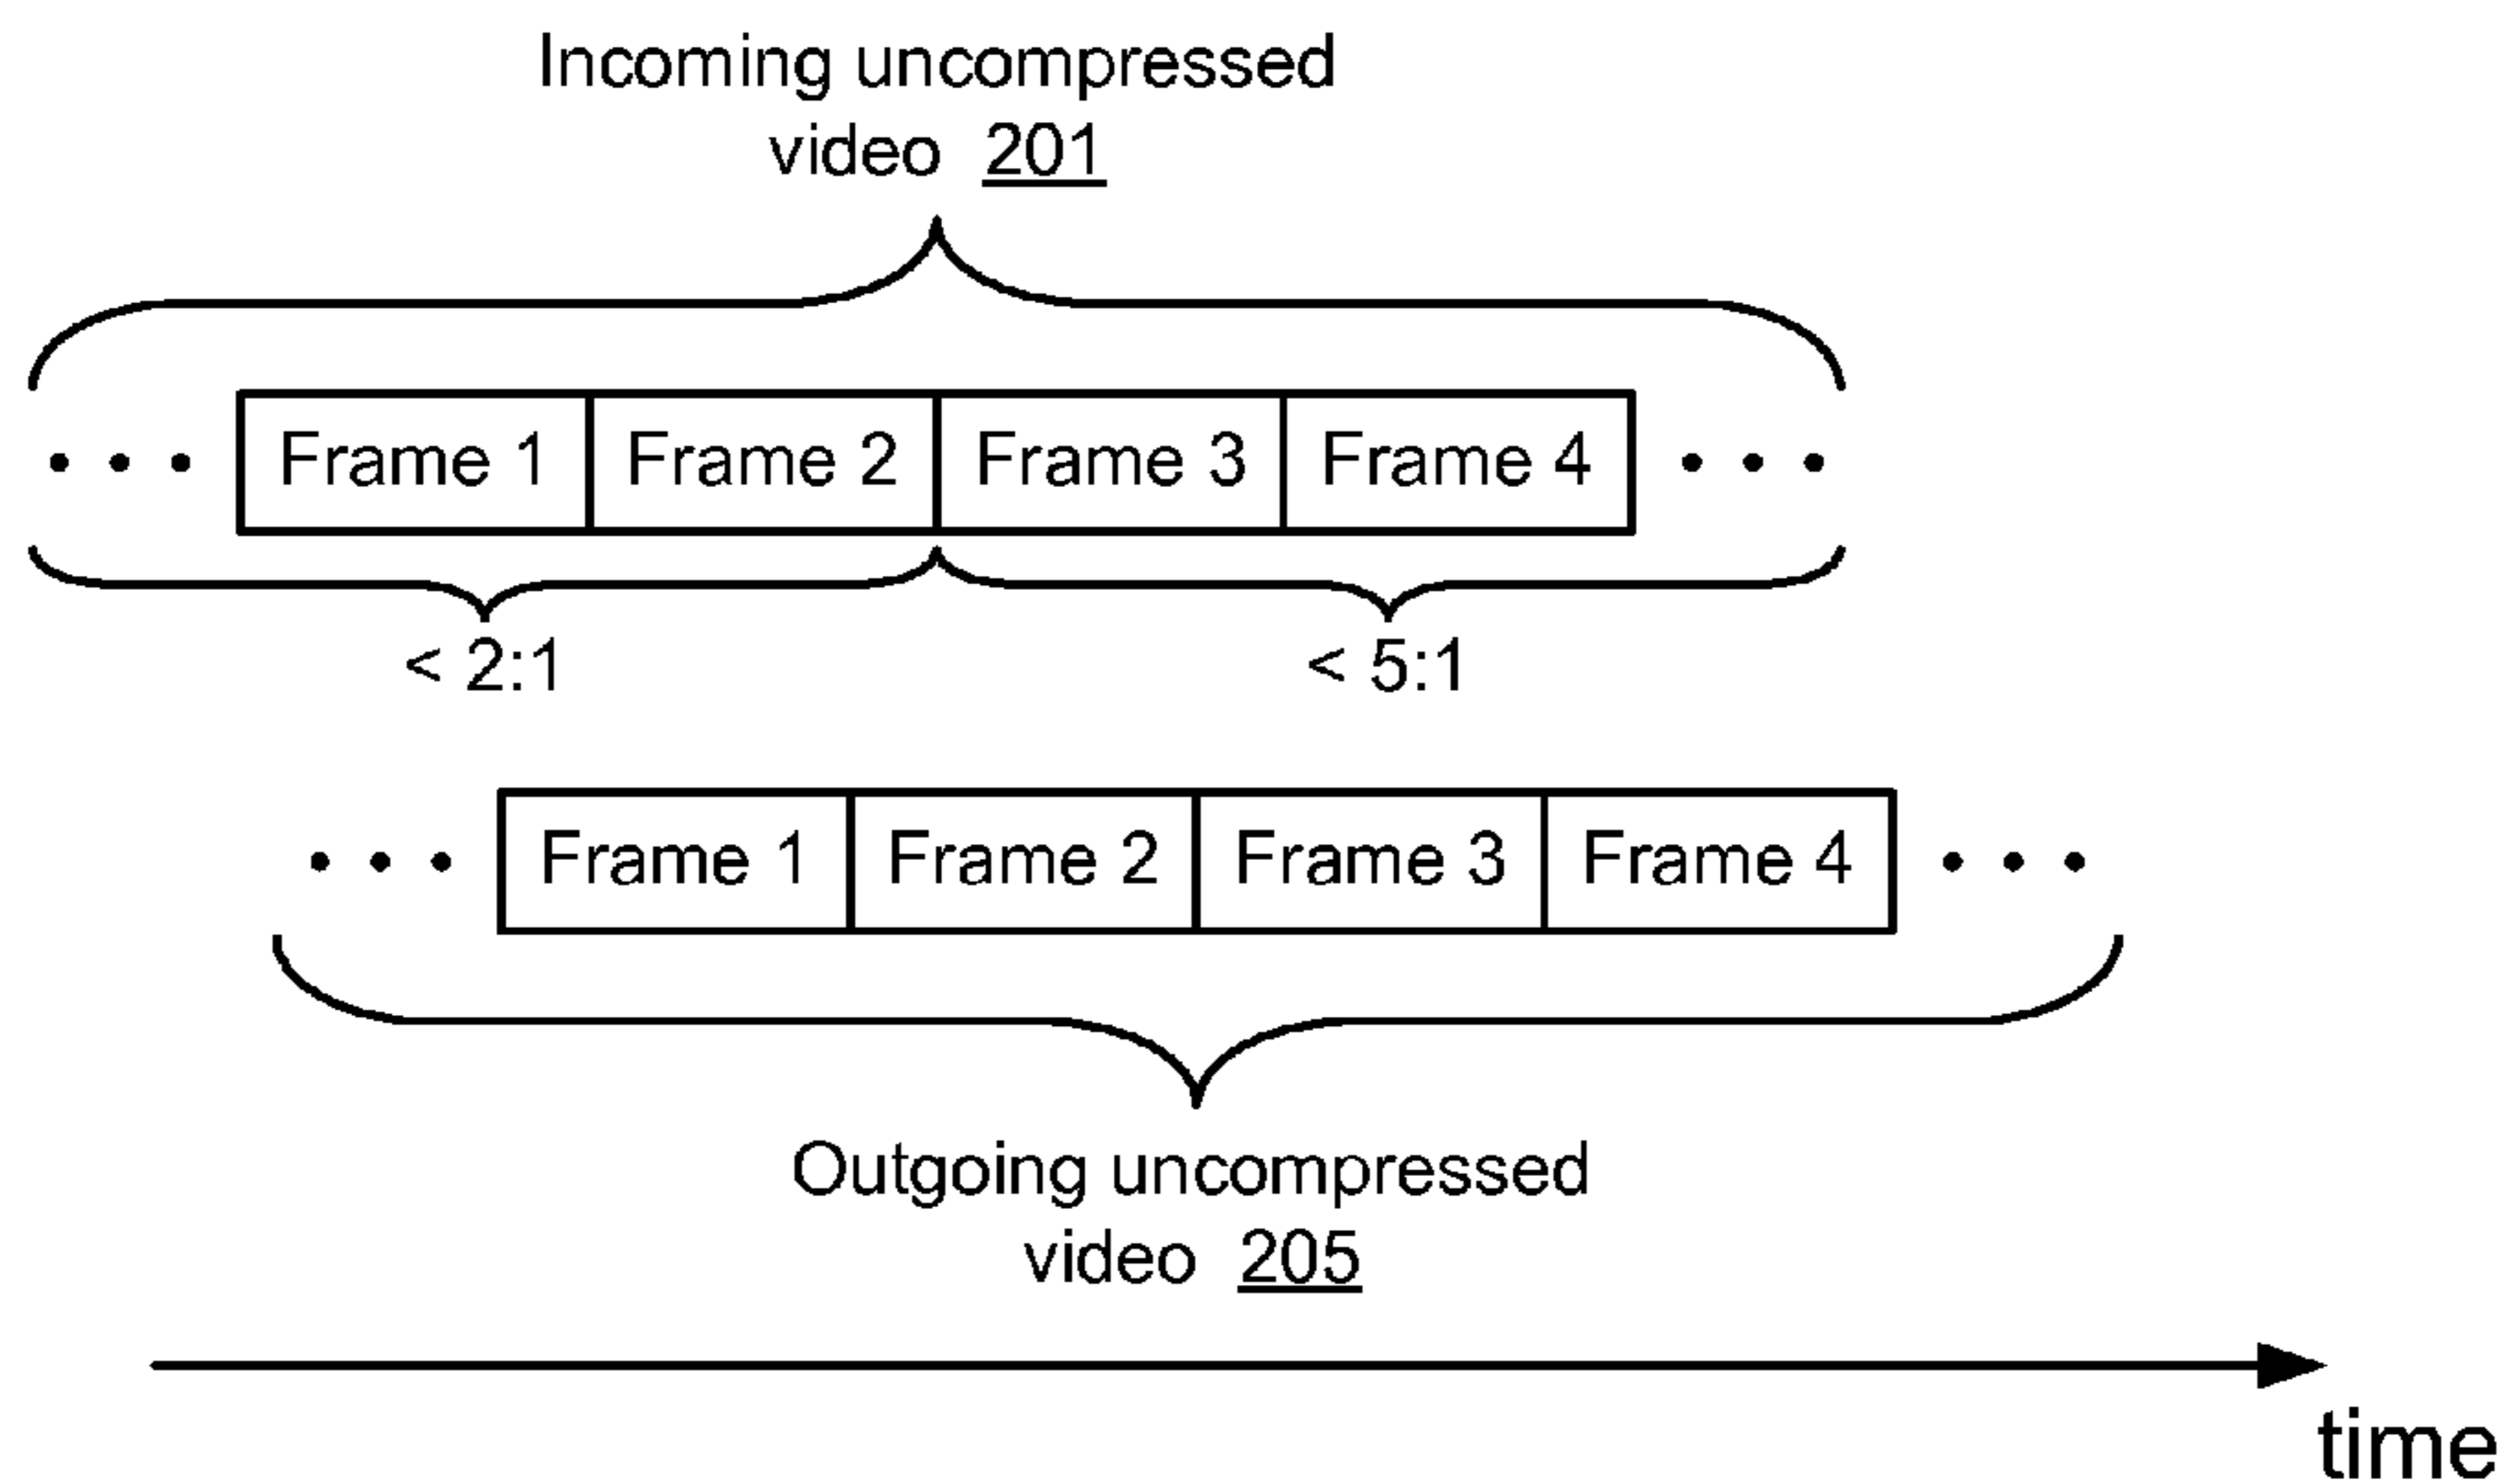 Incoming uncompressed
video 201
• • • Frame 1 Frame 2 Frame 3 Frame 4 • • •
< 2:1 < 5:1
• • • Frame 1 Frame 2 Frame 3 Frame 4 • • •
Outgoing uncompressed
video 205
time